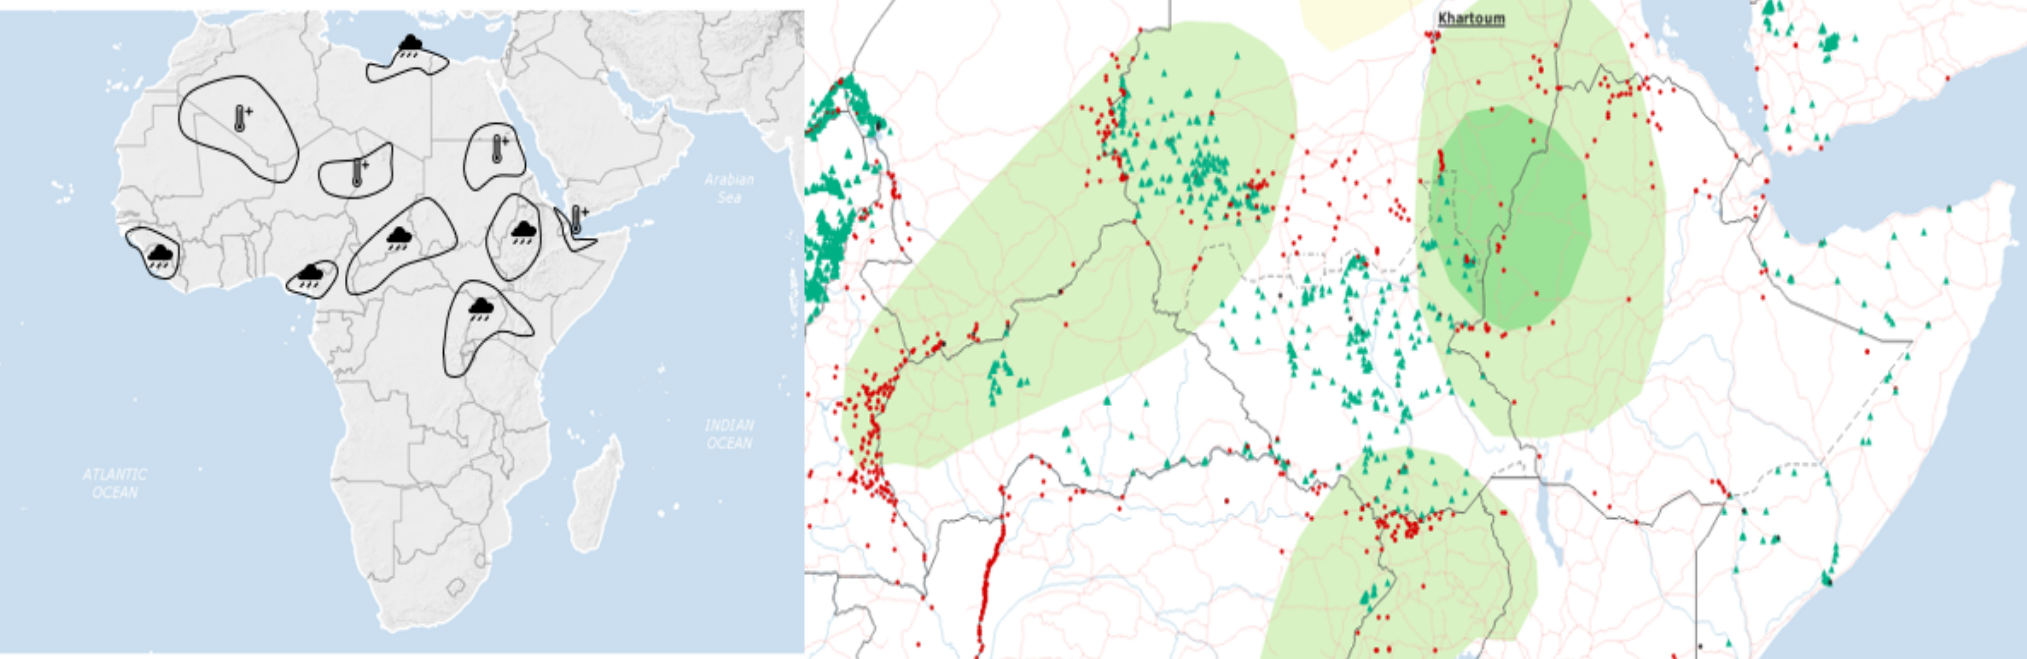 Khartoum
Arabian
Sea
INDIAN
OCEAN
ATLANTIC
OCEAN